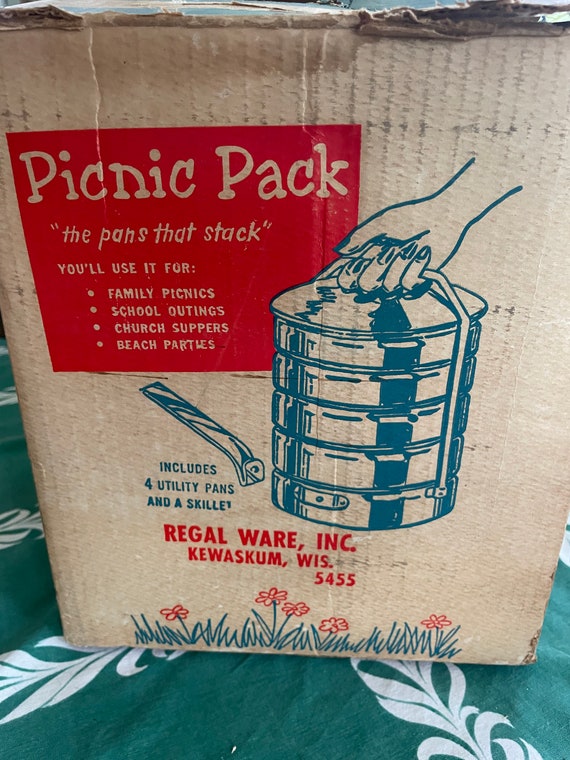 Picnic Pack
"the pans that stack"
YOU'LL USE IT FOR:
• FAMILY PICNICS
• SCHOOL OUTINGS
• CHURCH SUPPERS
• BEACH PARTIES
INCLUDES
4 UTILITY PANS
AND A SKILLET
REGAL WARE, INC.
KEWASKUM, WIS.
5455